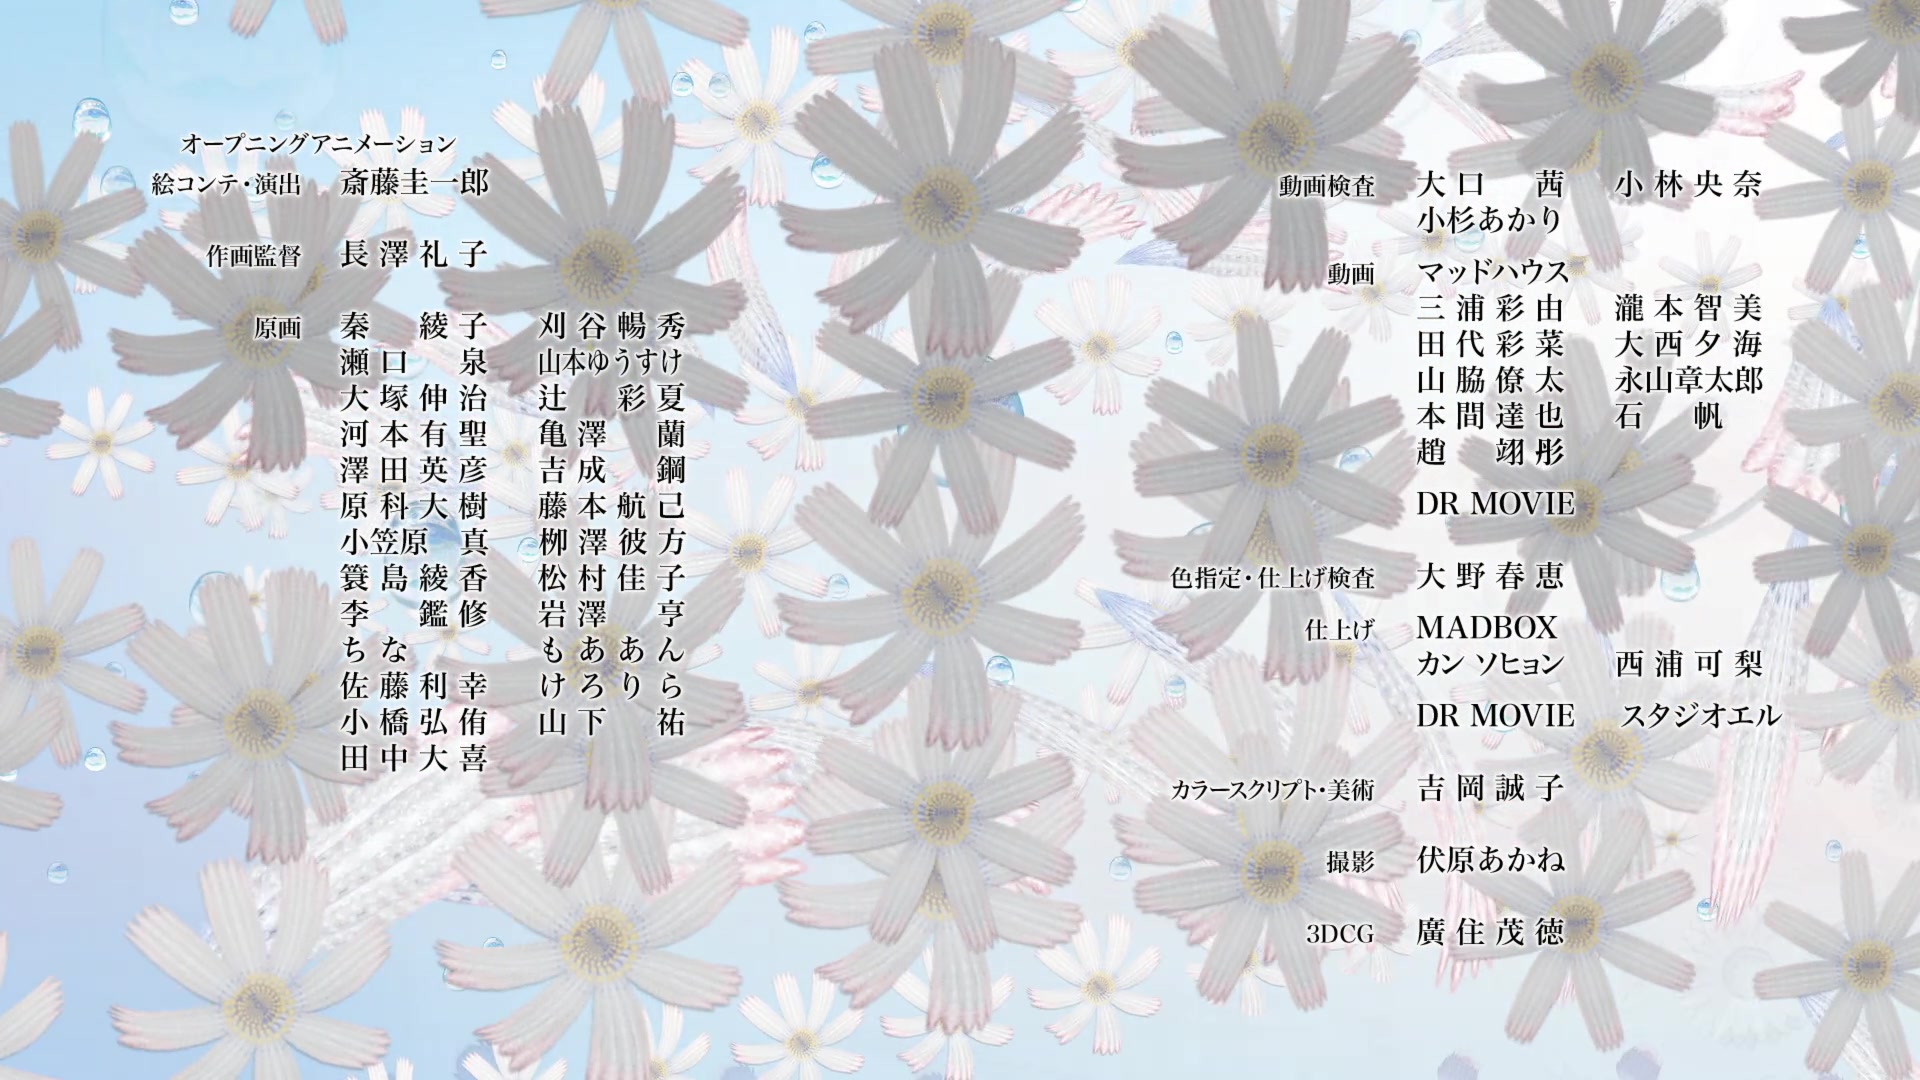 オープニングアニメーション
絵コンテ・演出 斎藤圭一郎
作画監督 長澤礼子
原画 秦 綾子 刈谷暢秀
瀬口 泉 山本ゆうすけ
大塚伸治 辻 彩夏
河本有聖 亀澤 蘭
澤田英彦 吉成 鋼
原科大樹 藤本航己
小笠原 真 栁澤彼方
簑島綾香 松村佳子
李 鑑修 岩澤 亨
ちな もああん
佐藤利幸 けろりら
小橋弘侑 山下 祐
田中大喜
動画検査 大口 茜 小林央奈
小杉あかり
動画 マッドハウス
三浦彩由 瀧本智美
田代彩菜 大西夕海
山脇僚太 永山章太郎
本間達也 石 帆
趙 翊彤
DR MOVIE
色指定・仕上げ検査 大野春恵
仕上げ MADBOX
カン ソヒョン 西浦可梨
DR MOVIE スタジオエル
カラースクリプト・美術 吉岡誠子
撮影 伏原あかね
3DCG 廣住茂徳